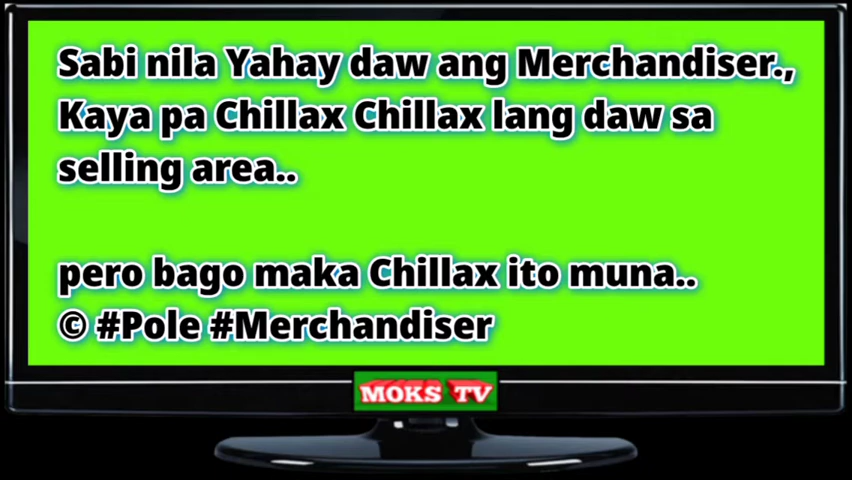 Sabi nila Yahay daw ang Merchandiser.,
Kaya pa Chillax Chillax lang daw sa
selling area..
pero bago maka Chillax ito muna..
© #Pole #Merchandiser
MOKS TV